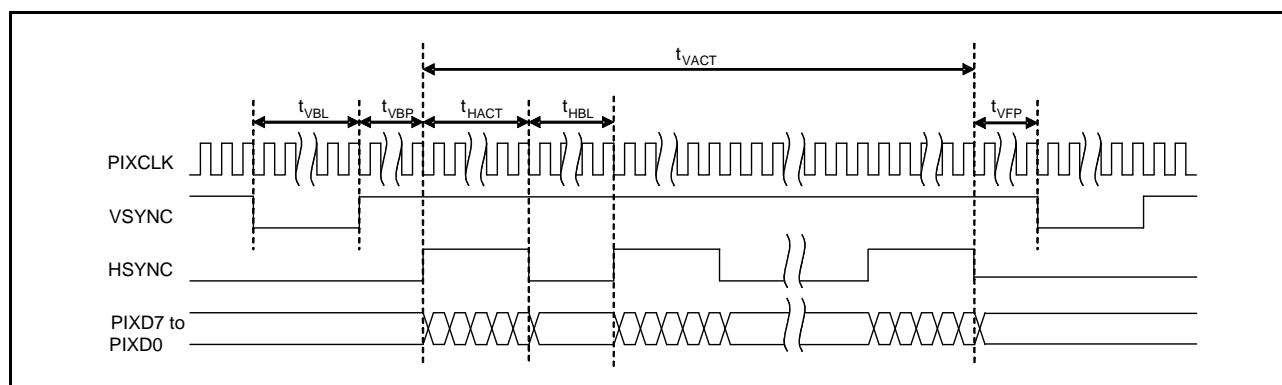 tVACT
tVBL tVBP tHACT tHBL tVFP
PIXCLK
VSYNC
HSYNC
PIXD7 to
PIXD0